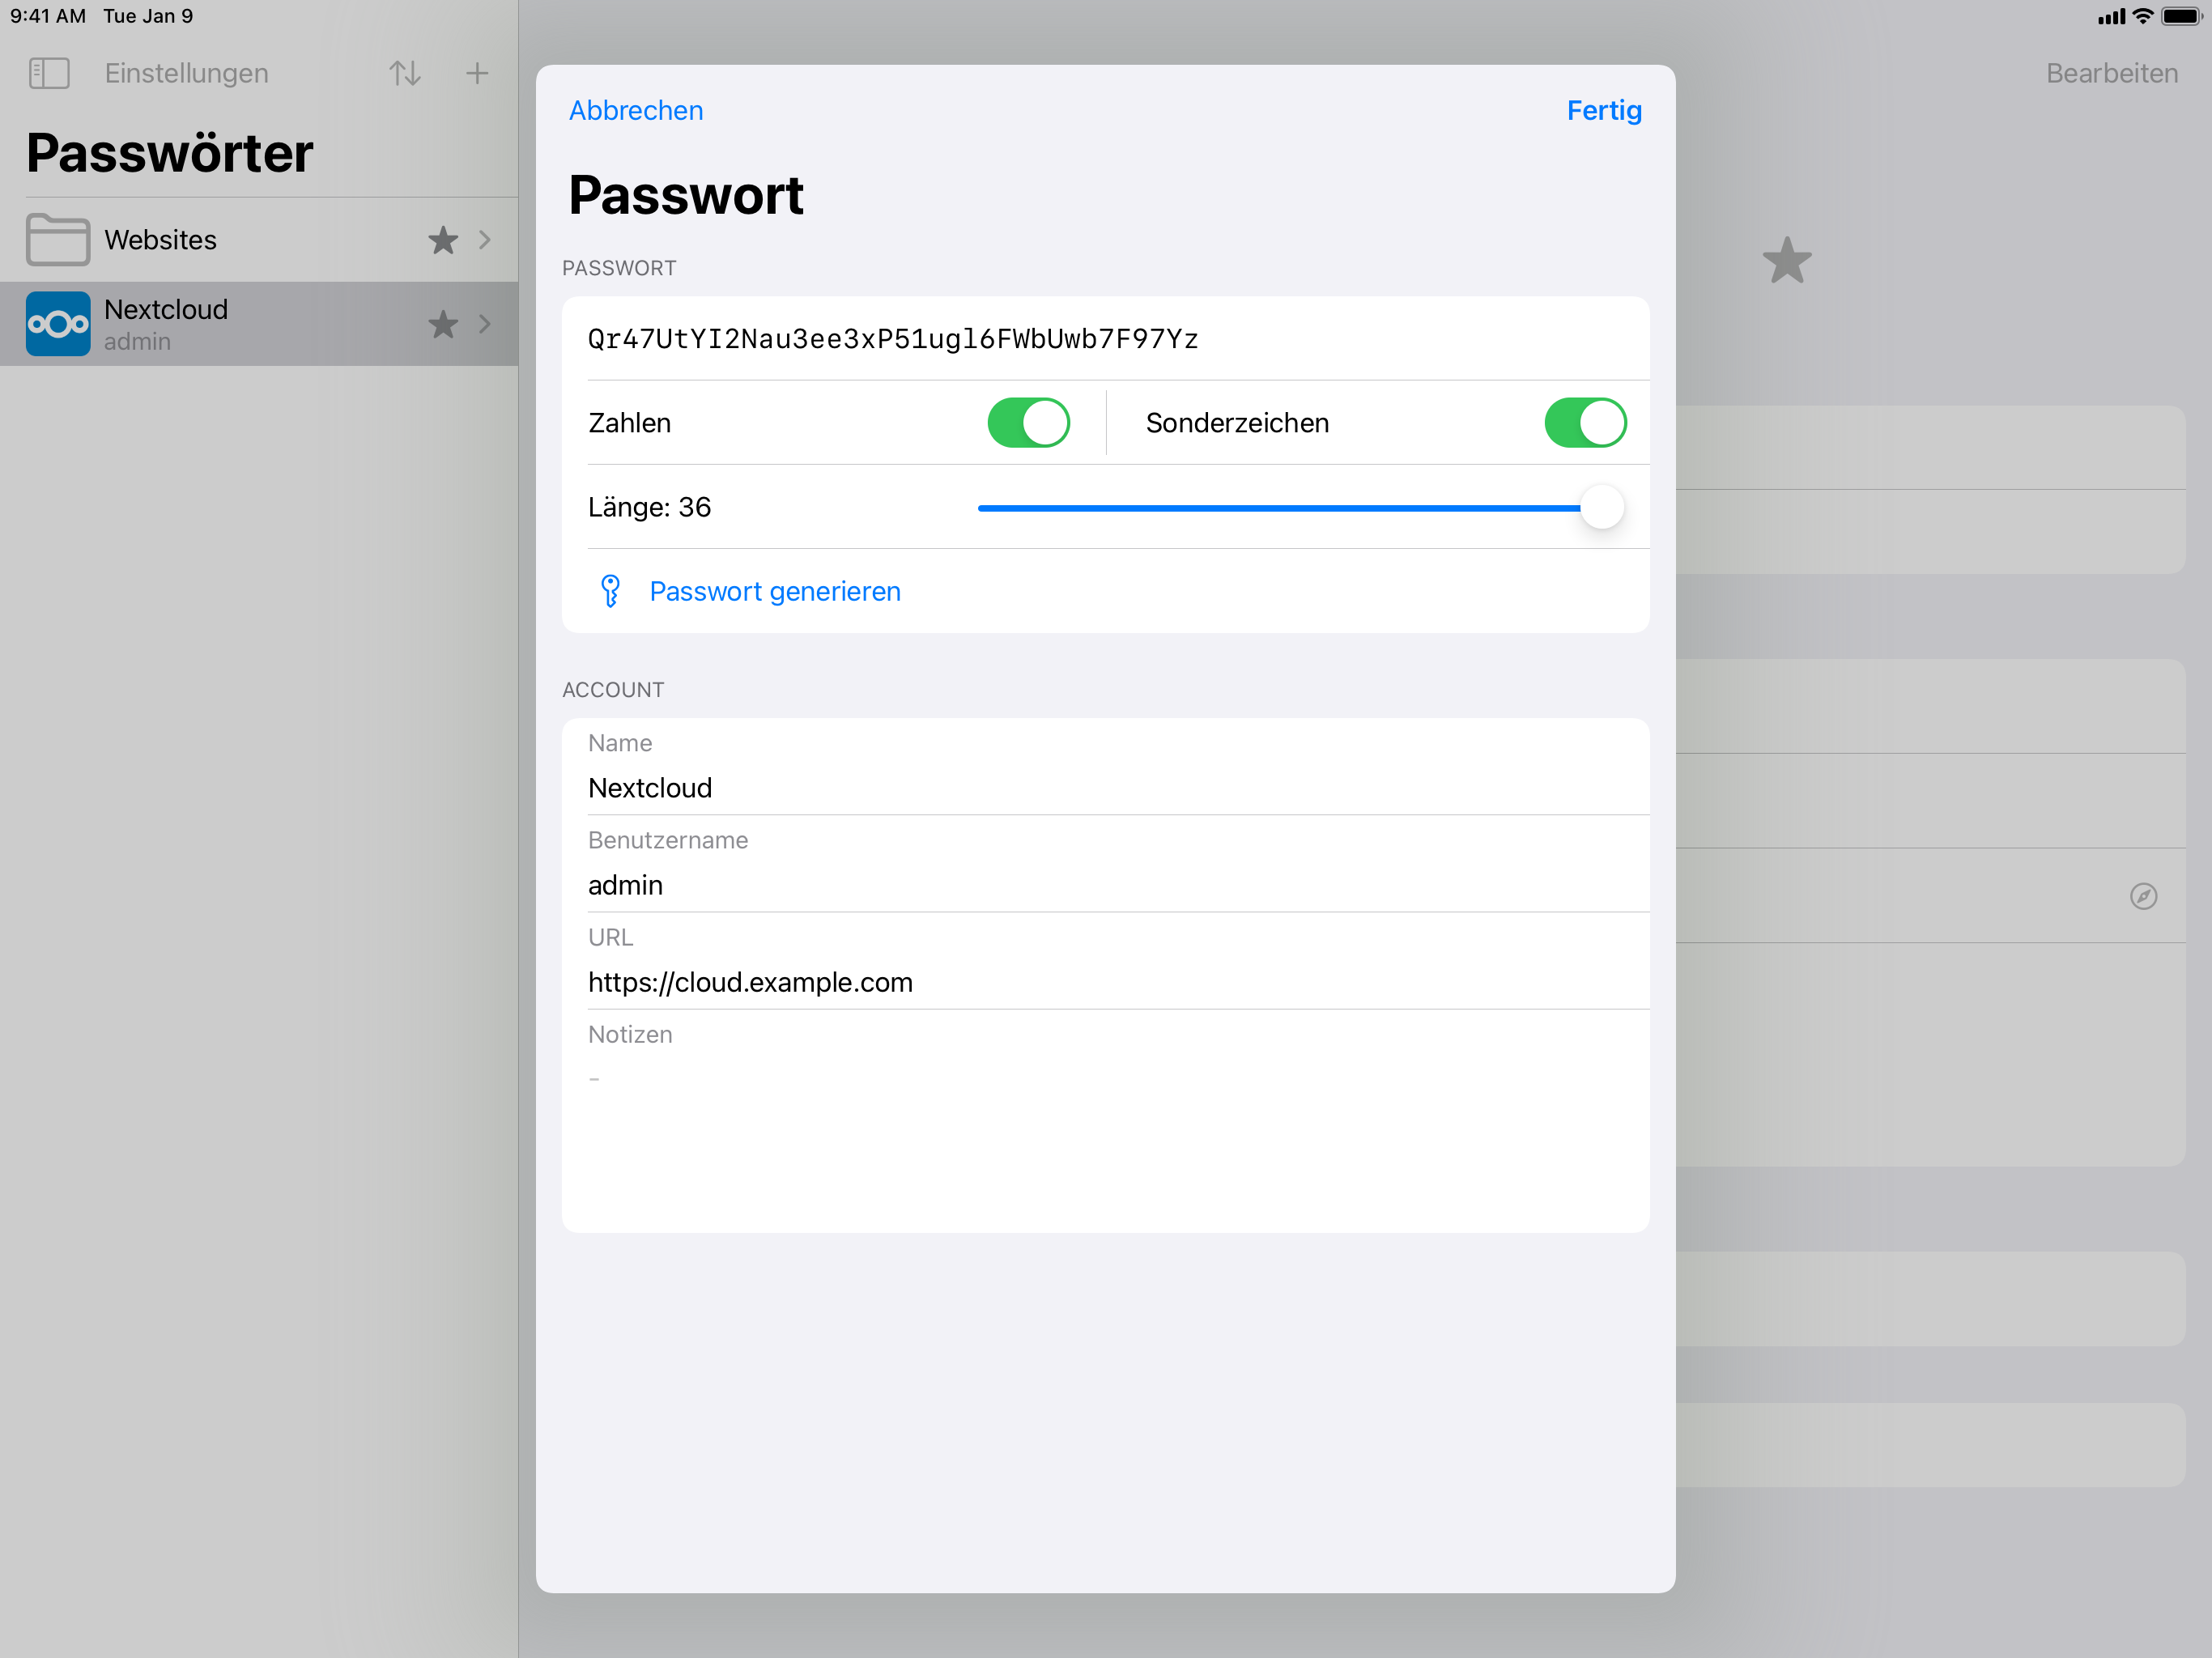 9:41 AM Tue Jan 9
Einstellungen
Passwörter
Websites
Nextcloud
admin
Bearbeiten
Abbrechen
Fertig
Passwort
PASSWORT
Qr47UtYI2Nau3ee3xP51ugl6FWbUwb7F97Yz
Zahlen
Sonderzeichen
Länge: 36
Passwort generieren
ACCOUNT
Name
Nextcloud
Benutzername
admin
URL
https://cloud.example.com
Notizen
-